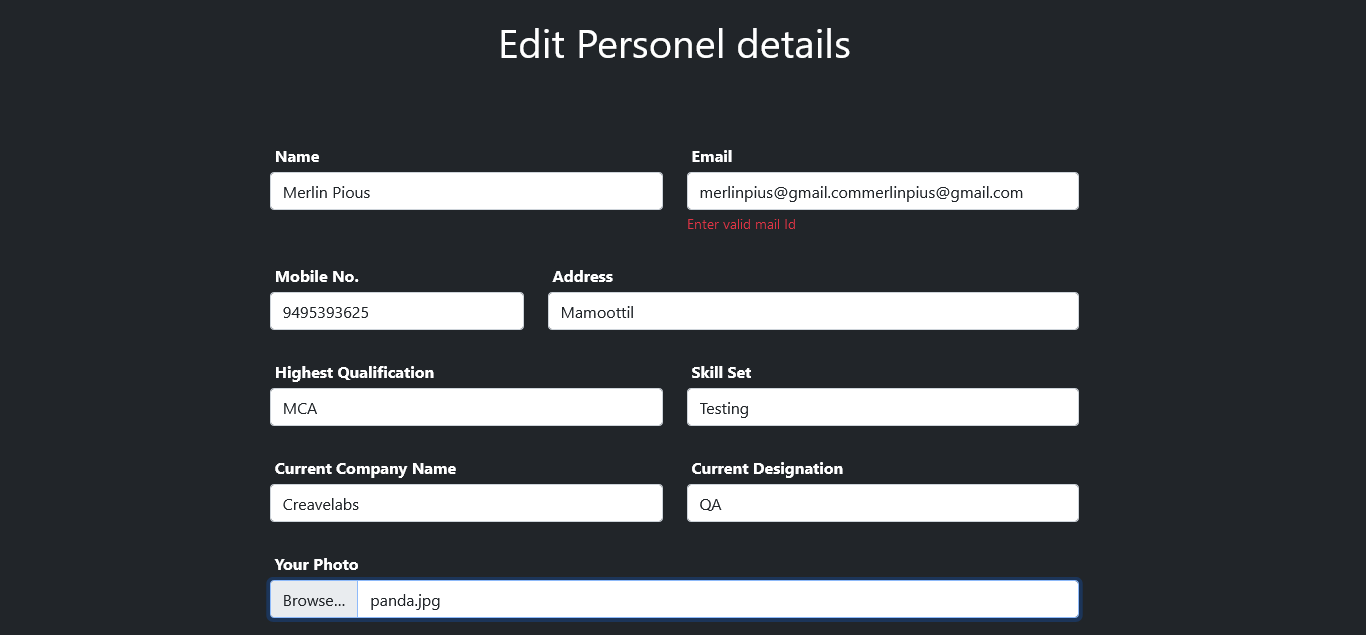 Edit Personel details
Name Email
Merlin Pious merlinpius@gmail.commerlinpius@gmail.com
Enter valid mail Id
Mobile No. Address
9495393625 Mamoottil
Highest Qualification Skill Set
MCA Testing
Current Company Name Current Designation
Creavelabs QA
Your Photo
Browse... panda.jpg